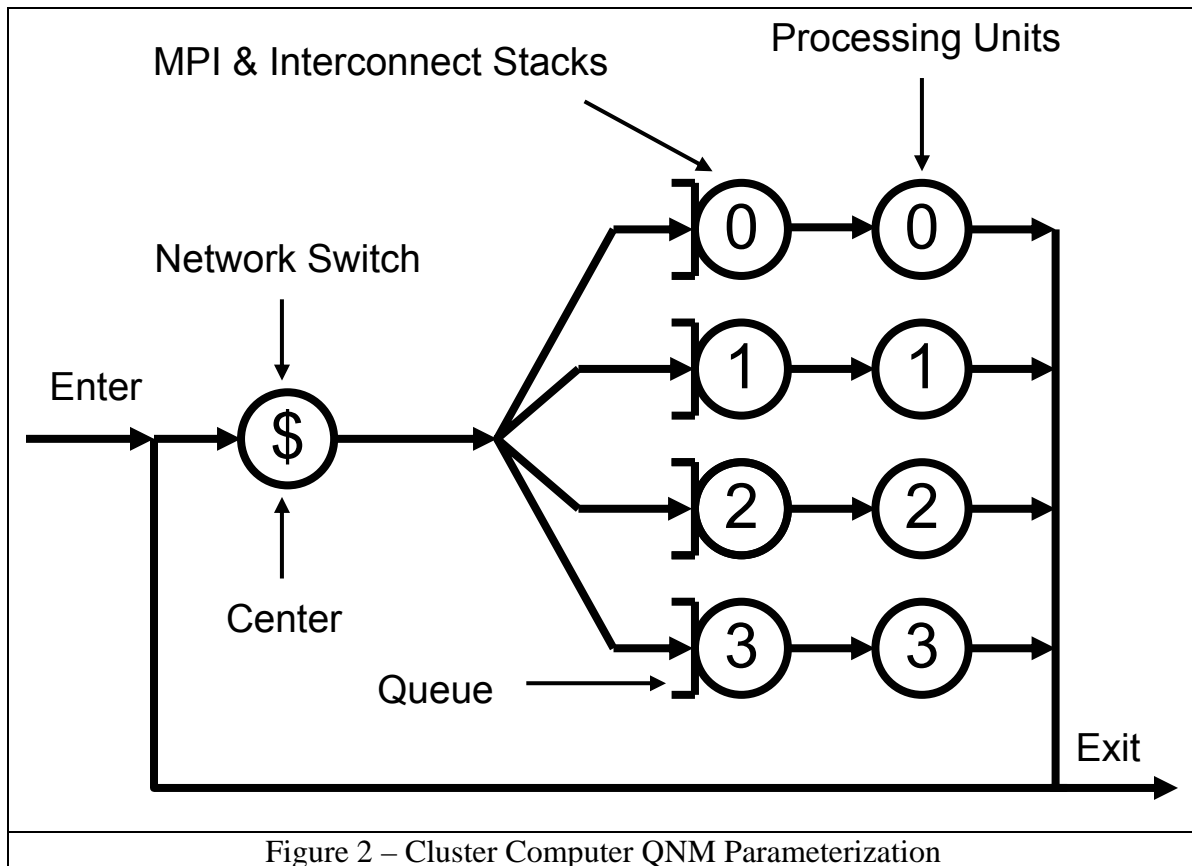 Processing Units
MPI & Interconnect Stacks
0 0
Network Switch
1 1
Enter
$
2 2
Center
3 3
Queue
Exit
Figure 2 – Cluster Computer QNM Parameterization